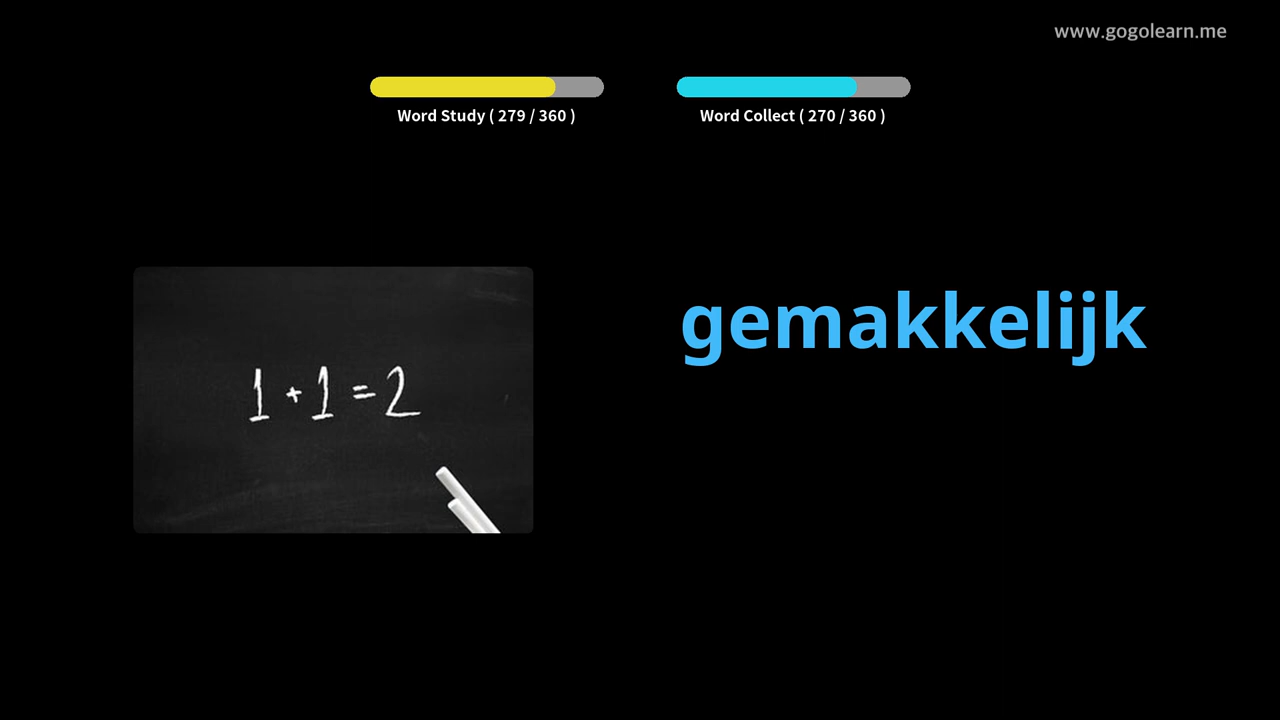 www.gogolearn.me
Word Study ( 279 / 360 )
Word Collect ( 270 / 360 )
gemakkelijk
1 + 1 = 2